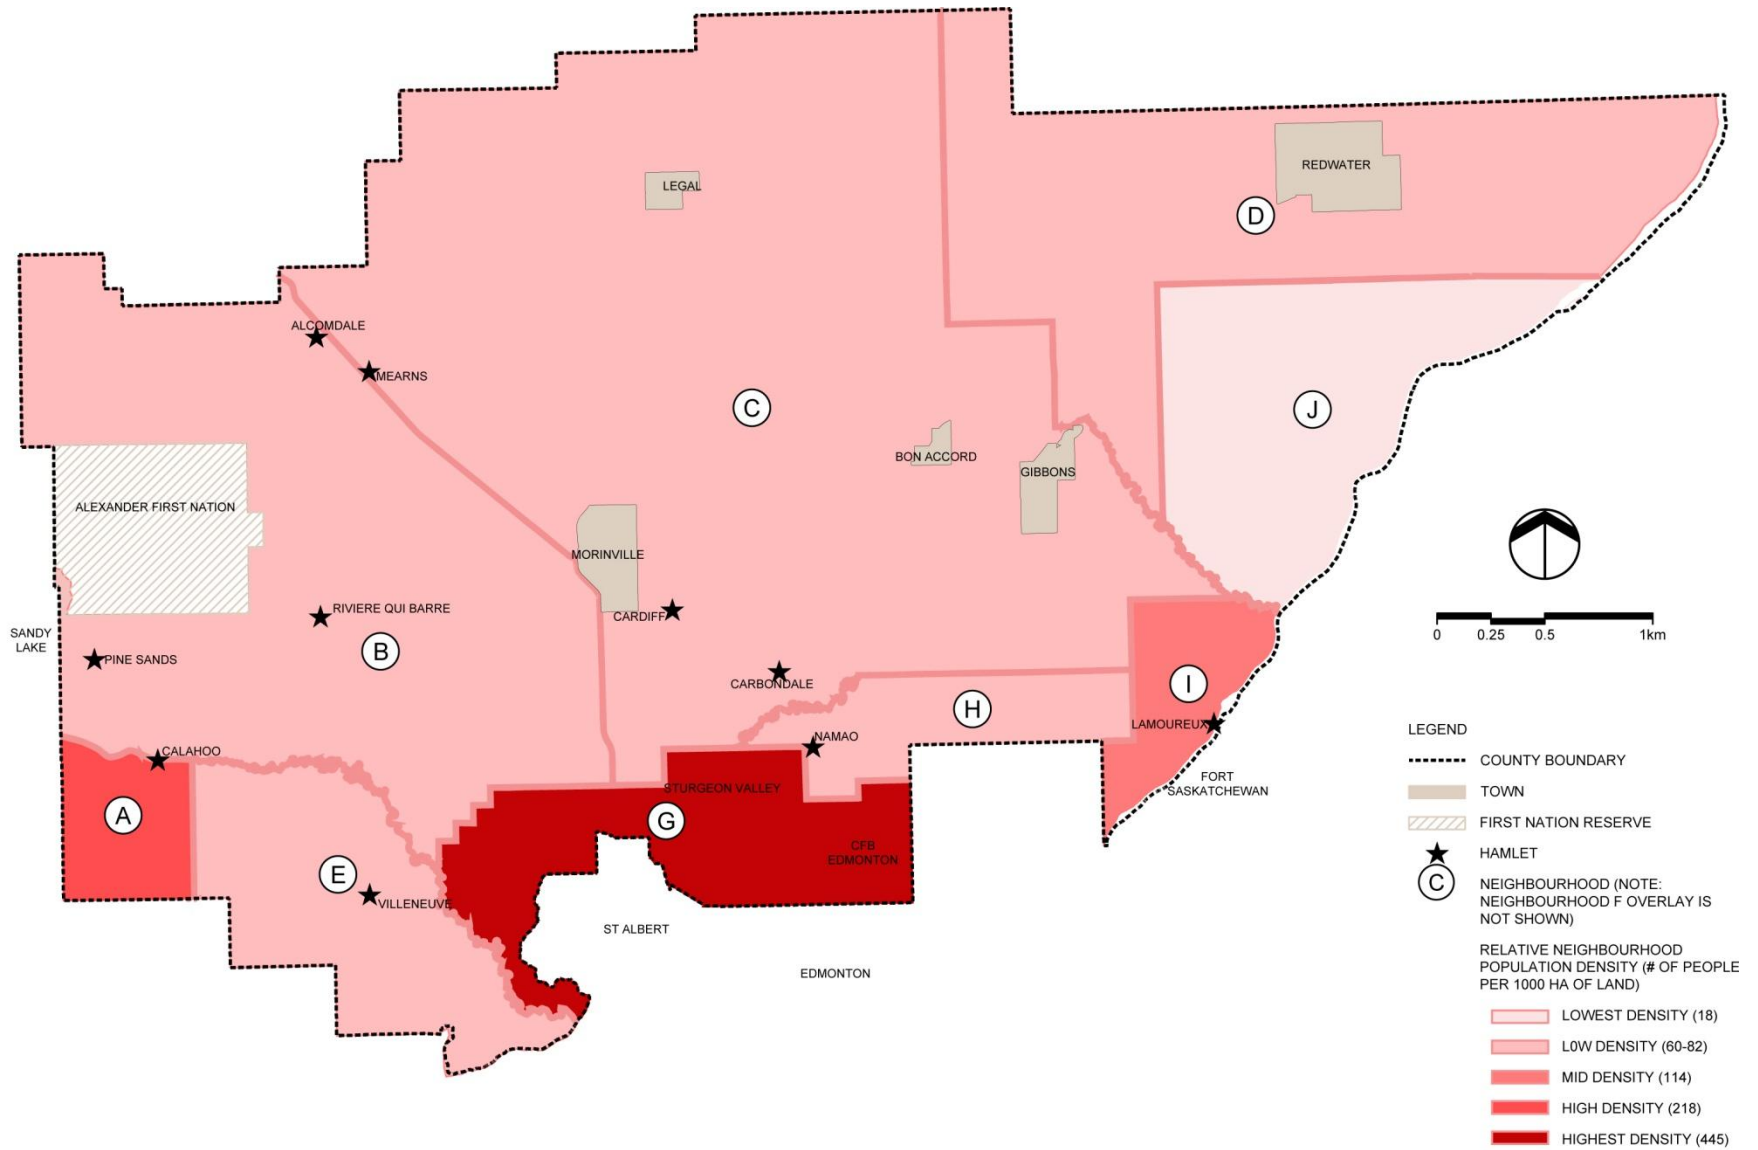 REDWATER
LEGAL
D
ALCOMDALE
MEARNS
C
J
BON ACCORD
GIBBONS
ALEXANDER FIRST NATION
MORINVILLE
RIVIERE QUI BARRE
CARDIFF
SANDY
LAKE
PINE SANDS
B
CARBONDALE
I
H
LAMOUREUX
NAMAO
CALAHOO
FORT
SASKATCHEWAN
STURGEON VALLEY
A
G
CFB
EDMONTON
E
VILLENEUVE
ST ALBERT
EDMONTON
0 0.25 0.5 1km
LEGEND
COUNTY BOUNDARY
TOWN
FIRST NATION RESERVE
HAMLET
C
NEIGHBOURHOOD (NOTE:
NEIGHBOURHOOD F OVERLAY IS
NOT SHOWN)
RELATIVE NEIGHBOURHOOD
POPULATION DENSITY (# OF PEOPLE
PER 1000 HA OF LAND)
LOWEST DENSITY (18)
L0W DENSITY (60-82)
MID DENSITY (114)
HIGH DENSITY (218)
HIGHEST DENSITY (445)